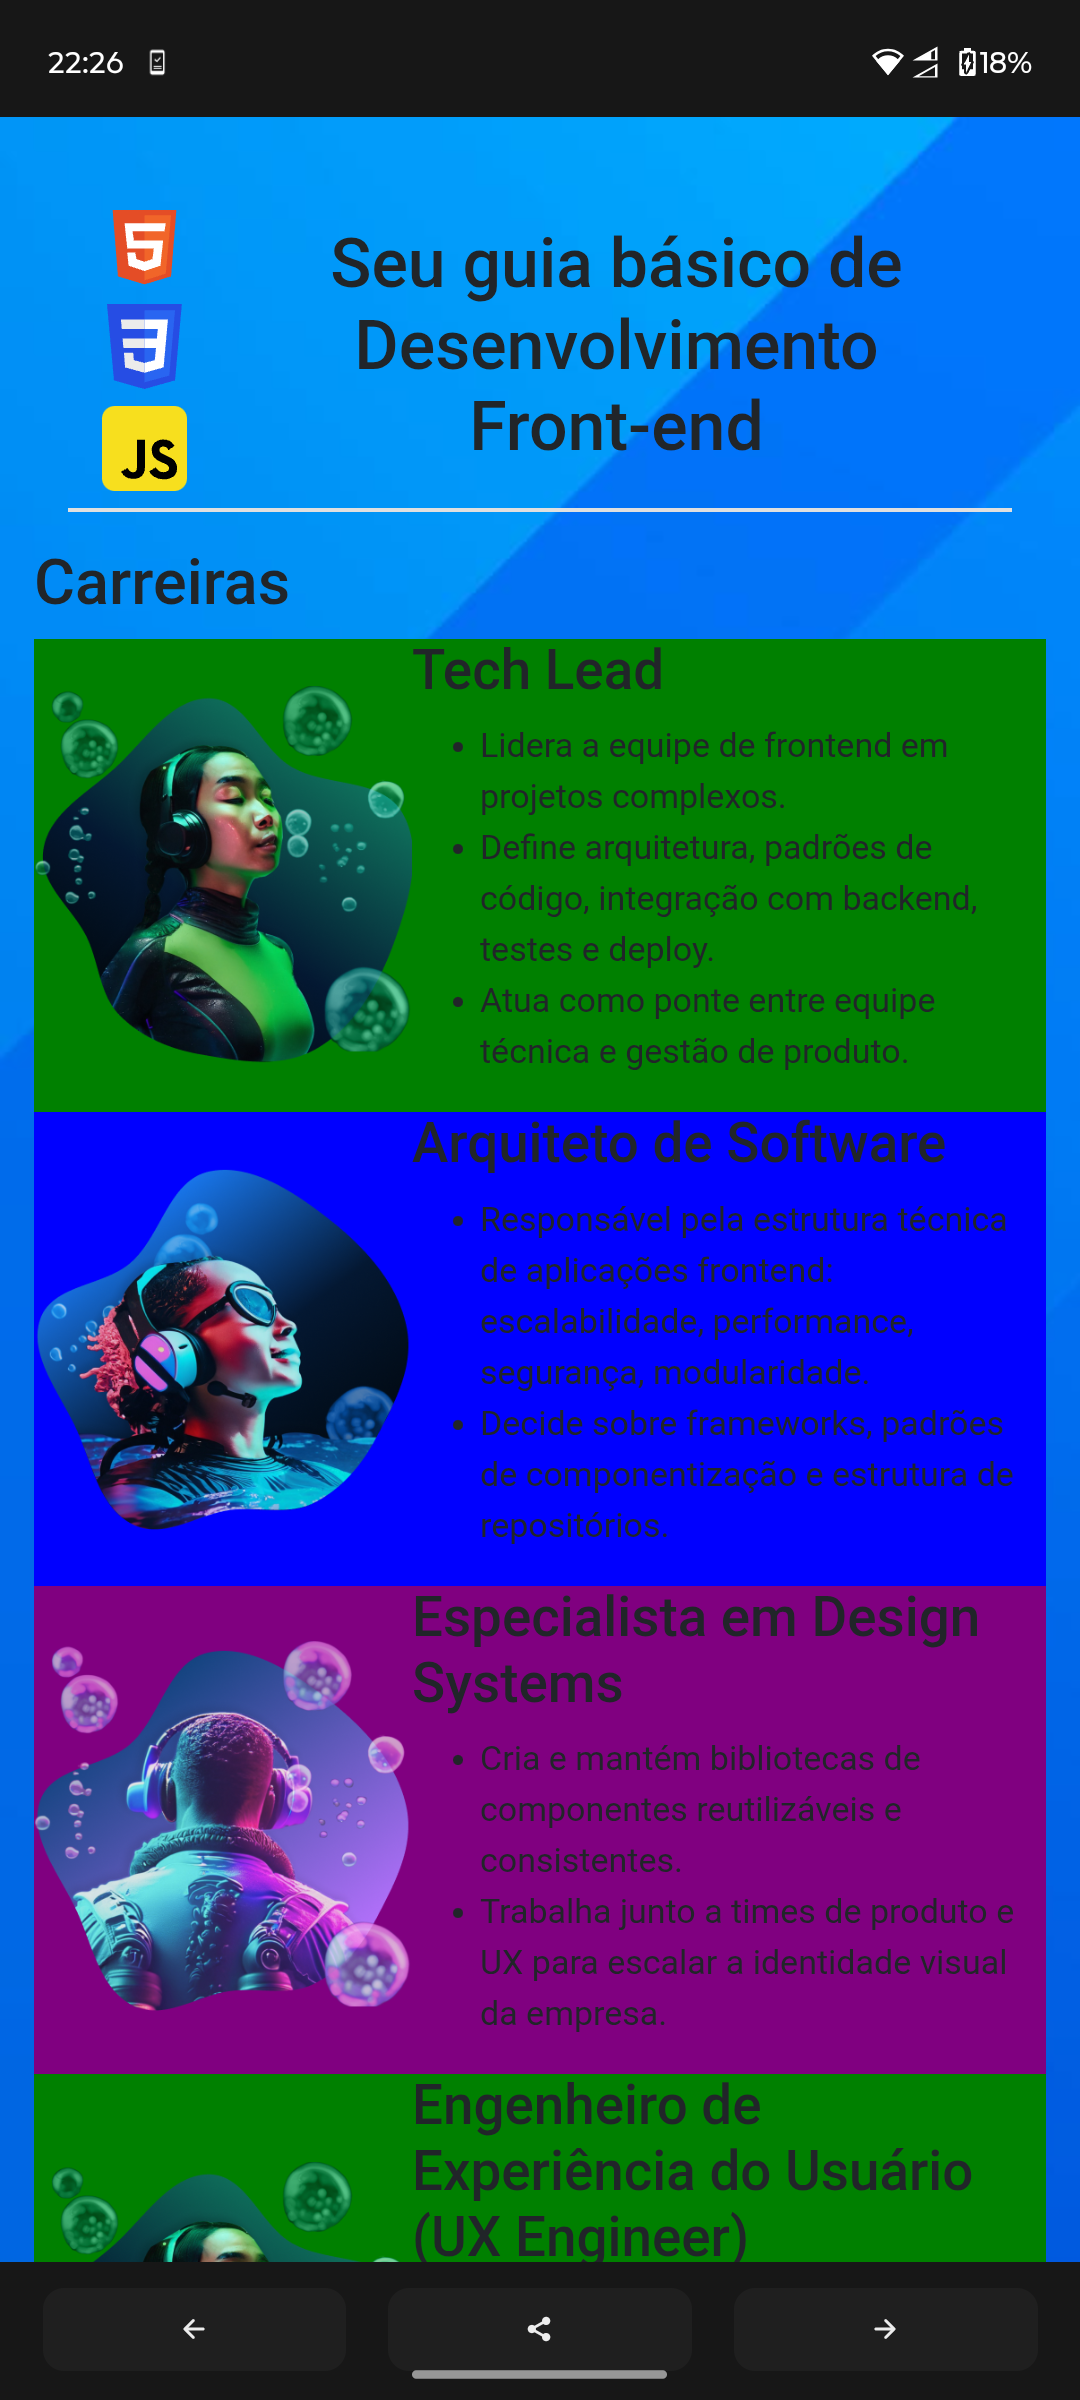 22:26
18%
5
3
JS
Seu guia básico de
Desenvolvimento
Front-end
Carreiras
Tech Lead
• Lidera a equipe de frontend em
projetos complexos.
• Define arquitetura, padrões de
código, integração com backend,
testes e deploy.
• Atua como ponte entre equipe
técnica e gestão de produto.
Arquiteto de Software
• Responsável pela estrutura técnica
de aplicações frontend:
escalabilidade, performance,
segurança, modularidade.
• Decide sobre frameworks, padrões
de componentização e estrutura de
repositórios.
Especialista em Design
Systems
• Cria e mantém bibliotecas de
componentes reutilizáveis e
consistentes.
• Trabalha junto a times de produto e
UX para escalar a identidade visual
da empresa.
Engenheiro de
Experiência do Usuário
(UX Engineer)